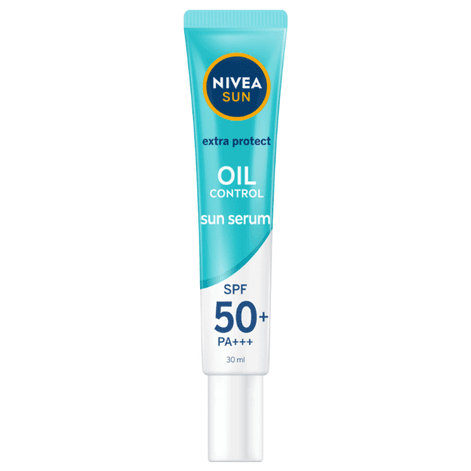 NIVEA
SUN
extra protect
OIL
CONTROL
sun serum
SPF
50+
PA+++
30 ml